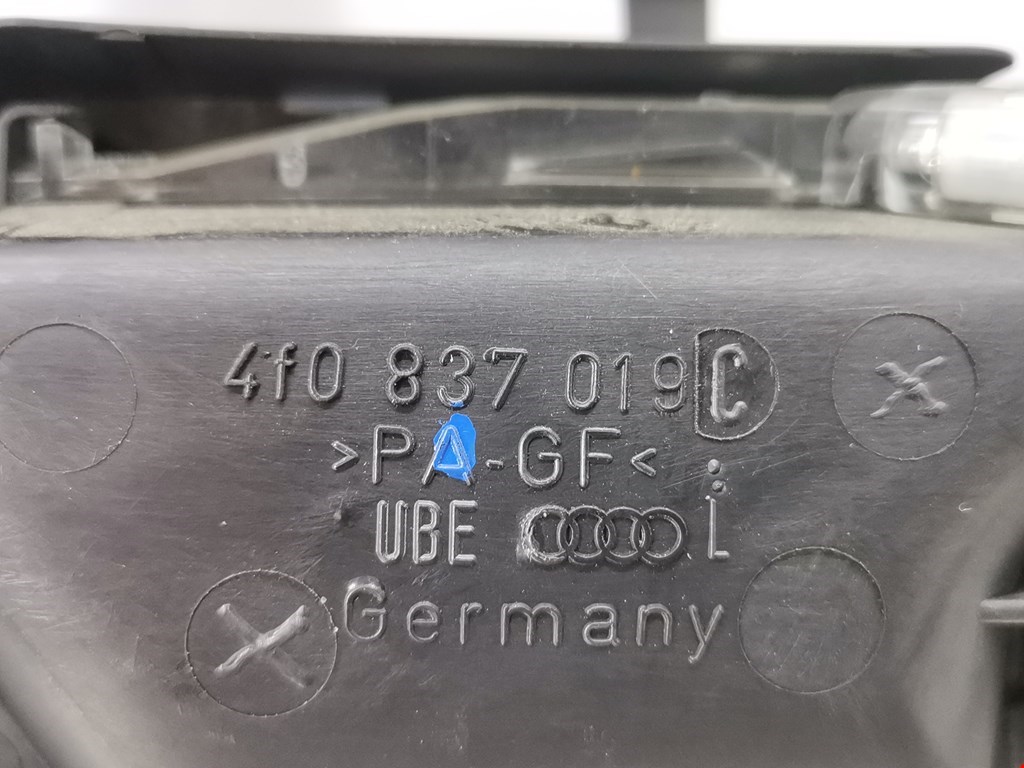 4f0 837 019 C
>PA-GF<
UBE L
Germany